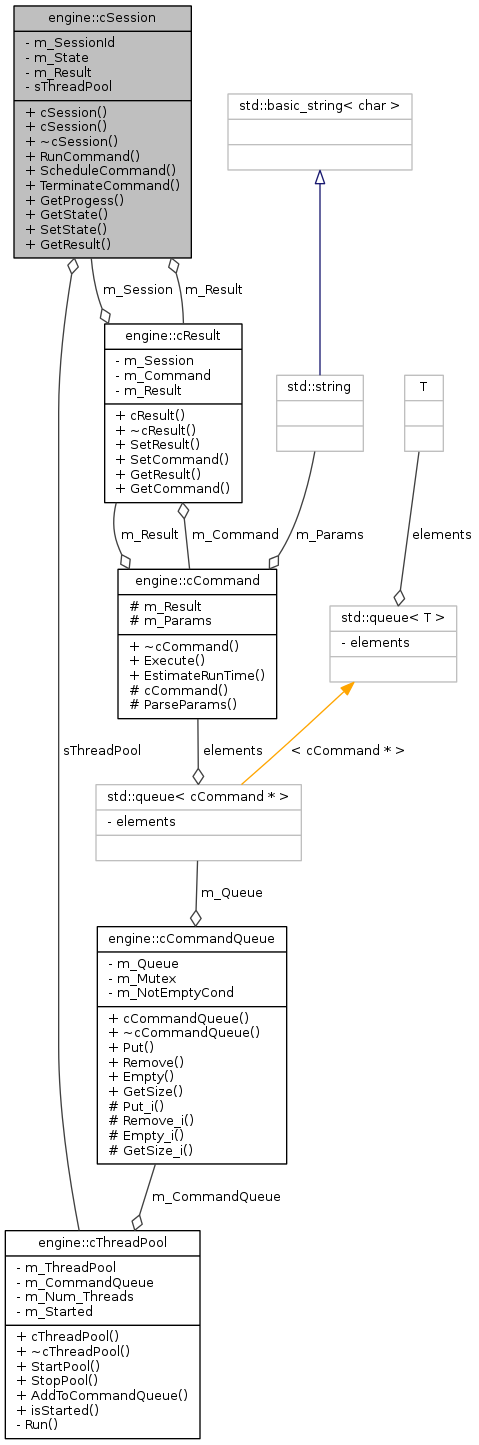 engine::cSession
- m_SessionId
- m_State
- m_Result
- sThreadPool
+ cSession()
+ cSession()
+ ~cSession()
+ RunCommand()
+ ScheduleCommand()
+ TerminateCommand()
+ GetProgess()
+ GetState()
+ SetState()
+ GetResult()
std::basic_string< char >
m_Session
m_Result
engine::cResult
- m_Session
- m_Command
- m_Result
+ cResult()
+ ~cResult()
+ SetResult()
+ SetCommand()
+ GetResult()
+ GetCommand()
std::string
T
m_Result
m_Command
m_Params
elements
engine::cCommand
# m_Result
# m_Params
+ ~cCommand()
+ Execute()
+ EstimateRunTime()
# cCommand()
# ParseParams()
std::queue< T >
- elements
sThreadPool
elements
< cCommand * >
std::queue< cCommand * >
- elements
m_Queue
engine::cCommandQueue
- m_Queue
- m_Mutex
- m_NotEmptyCond
+ cCommandQueue()
+ ~cCommandQueue()
+ Put()
+ Remove()
+ Empty()
+ GetSize()
# Put_i()
# Remove_i()
# Empty_i()
# GetSize_i()
m_CommandQueue
engine::cThreadPool
- m_ThreadPool
- m_CommandQueue
- m_Num_Threads
- m_Started
+ cThreadPool()
+ ~cThreadPool()
+ StartPool()
+ StopPool()
+ AddToCommandQueue()
+ isStarted()
- Run()